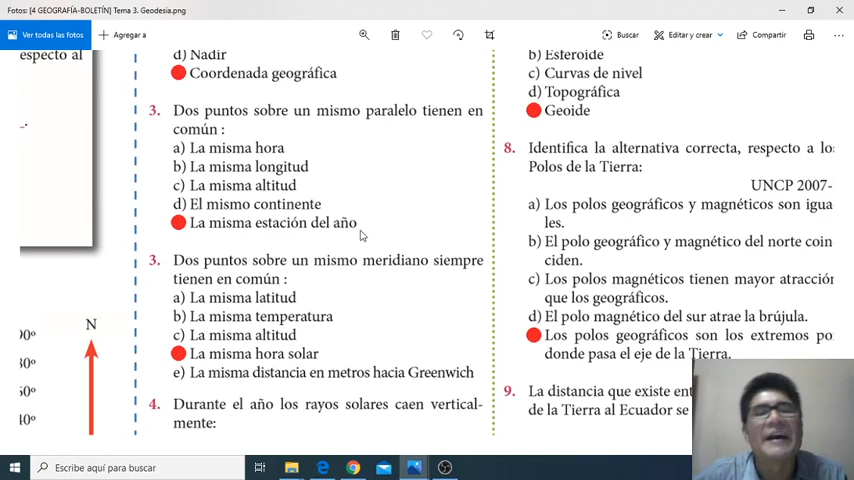 Fotos: [4 GEOGRAFÍA-BOLETÍN] Tema 3. Geodesia.png
Ver todas las fotos
Agregar a
Buscar
Editar y crear
Compartir
Imprimir
especto al
N
90º
80º
60º
40º
d) Nadir
Coordenada geográfica
3. Dos puntos sobre un mismo paralelo tienen en
común :
a) La misma hora
b) La misma longitud
c) La misma altitud
d) El mismo continente
La misma estación del año
3. Dos puntos sobre un mismo meridiano siempre
tienen en común :
a) La misma latitud
b) La misma temperatura
c) La misma altitud
La misma hora solar
e) La misma distancia en metros hacia Greenwich
4. Durante el año los rayos solares caen vertical-
mente:
b) Esferoide
c) Curvas de nivel
d) Topográfica
Geoide
8. Identifica la alternativa correcta, respecto a los
Polos de la Tierra:
UNCP 2007-
a) Los polos geográficos y magnéticos son igua
les.
b) El polo geográfico y magnético del norte coin
ciden.
c) Los polos magnéticos tienen mayor atracción
que los geográficos.
d) El polo magnético del sur atrae la brújula.
Los polos geográficos son los extremos po
donde pasa el eje de la Tierra.
9. La distancia que existe ent
de la Tierra al Ecuador se
Escribe aquí para buscar